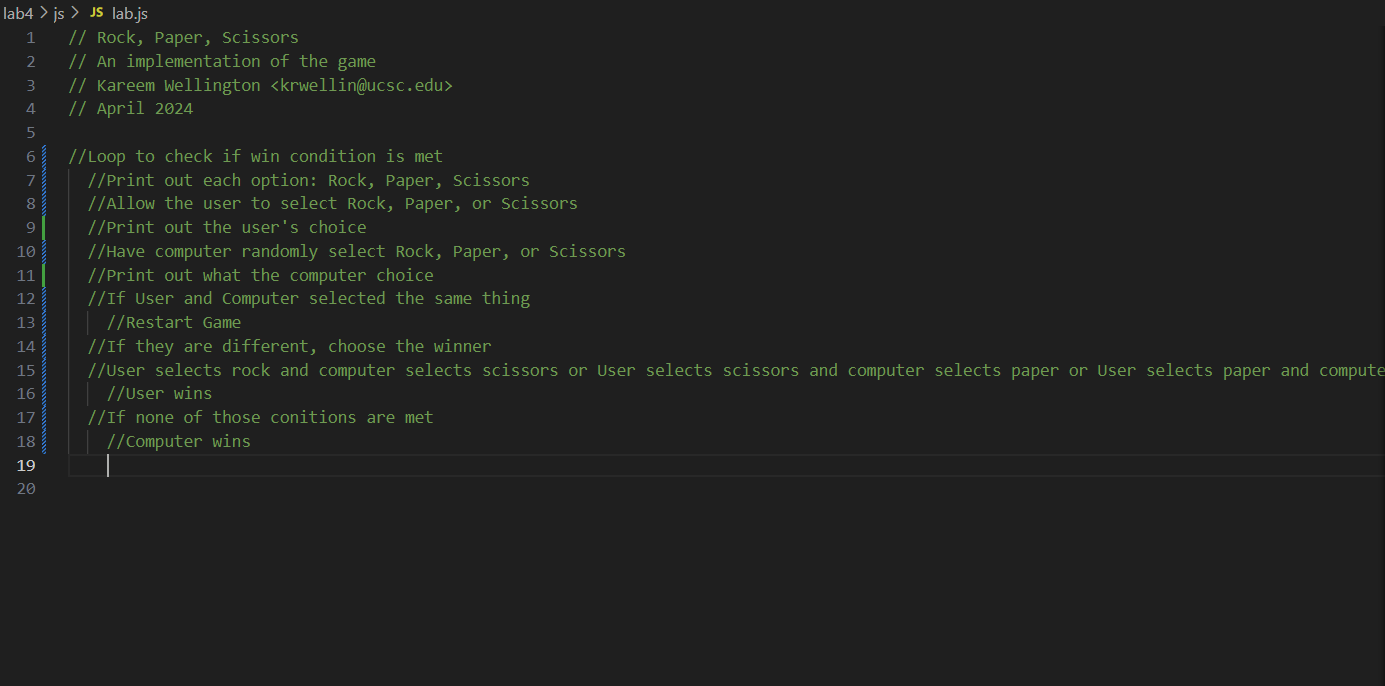 lab4 > js > JS lab.js
1 // Rock, Paper, Scissors
2 // An implementation of the game
3 // Kareem Wellington <krwellin@ucsc.edu>
4 // April 2024
5
6 //Loop to check if win condition is met
7 //Print out each option: Rock, Paper, Scissors
8 //Allow the user to select Rock, Paper, or Scissors
9 //Print out the user's choice
10 //Have computer randomly select Rock, Paper, or Scissors
11 //Print out what the computer choice
12 //If User and Computer selected the same thing
13 //Restart Game
14 //If they are different, choose the winner
15 //User selects rock and computer selects scissors or User selects scissors and computer selects paper or User selects paper and compute
16 //User wins
17 //If none of those conitions are met
18 //Computer wins
19
20